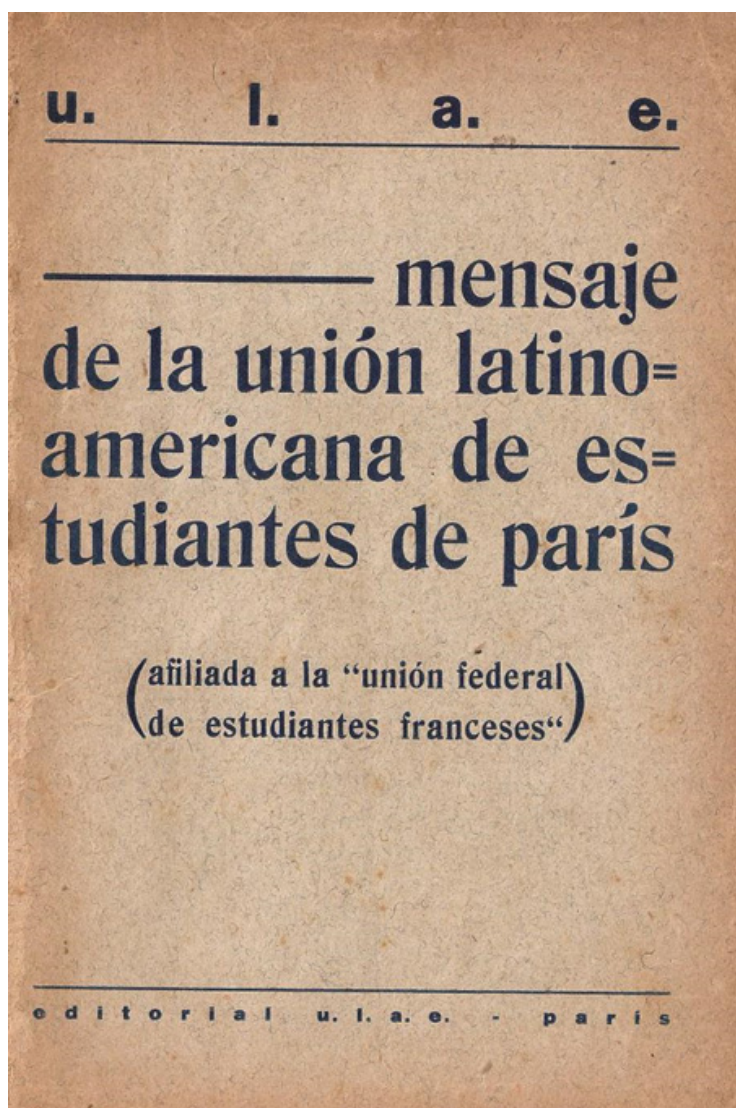 u. l. a. e.
mensaje
de la unión latino=
americana de es=
tudiantes de parís
(afiliada a la “unión federal
de estudiantes franceses“)
editorial u. l. a. e. - parís